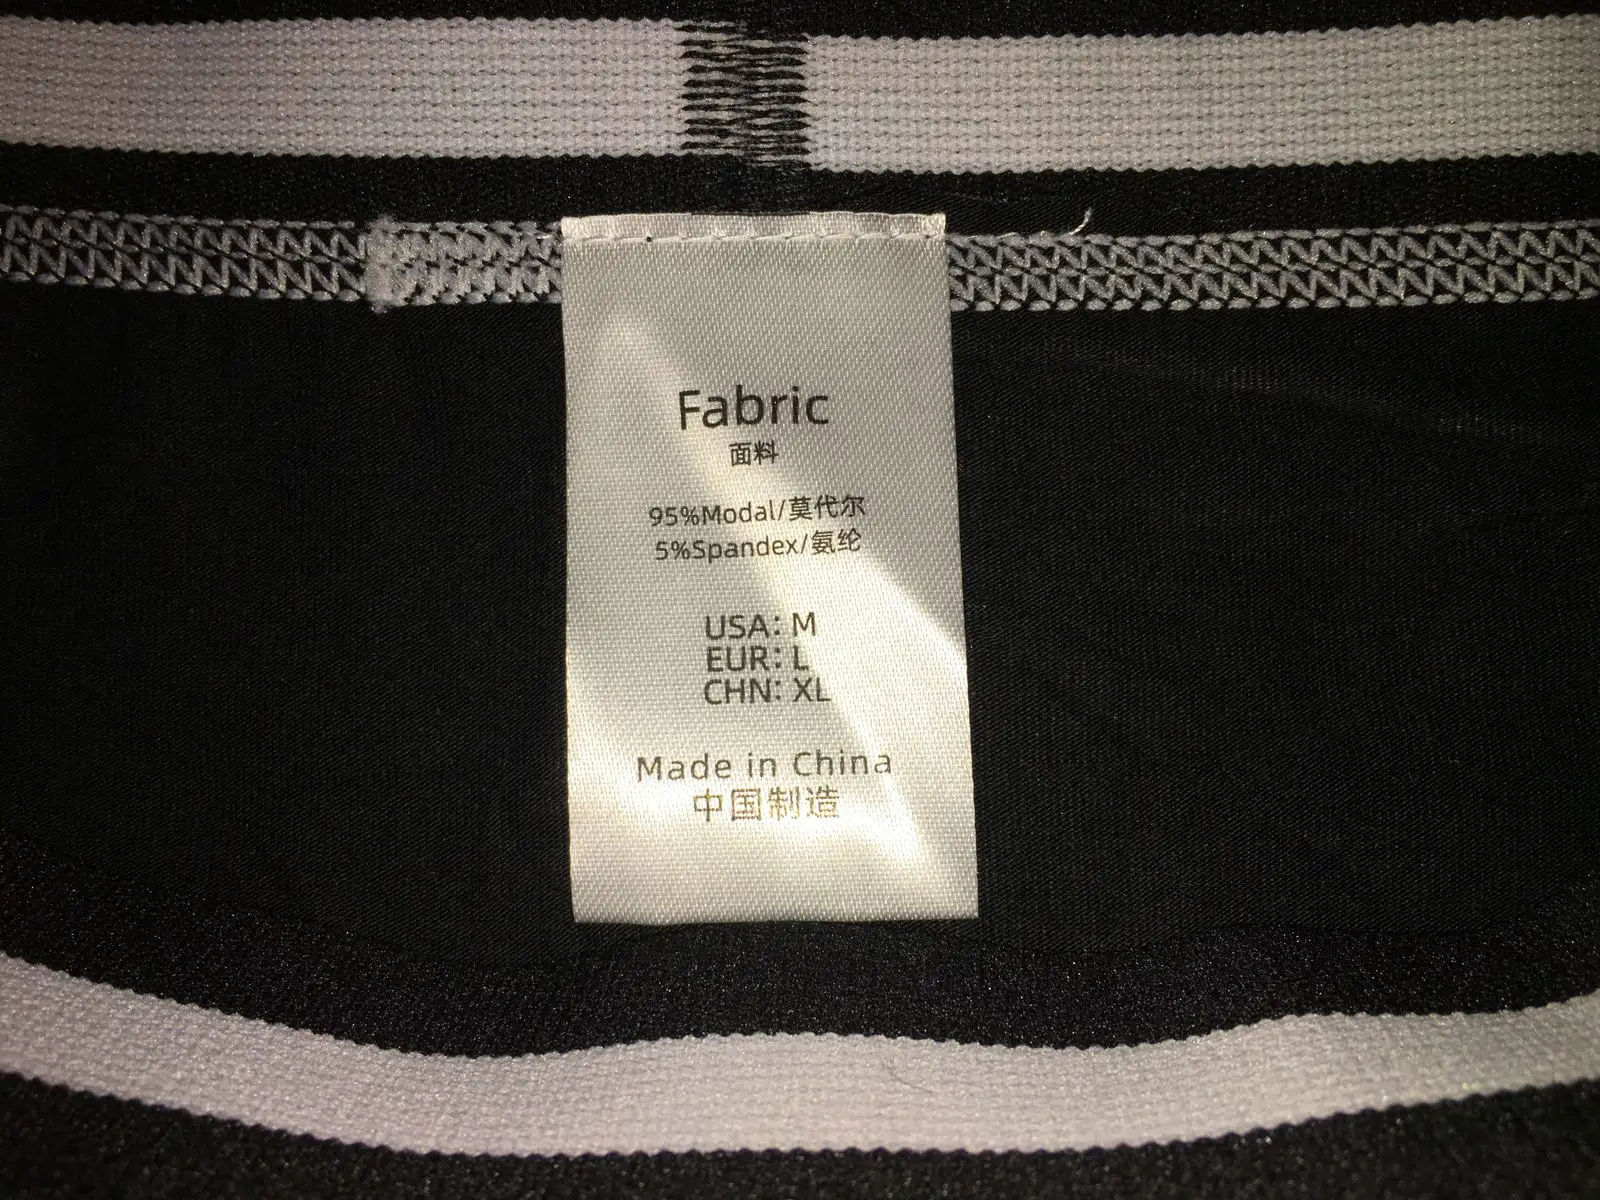 Fabric
面料
95%Modal/莫代尔
5%Spandex/氨纶
USA: M
EUR: L
CHN: XL
Made in China
中国制造